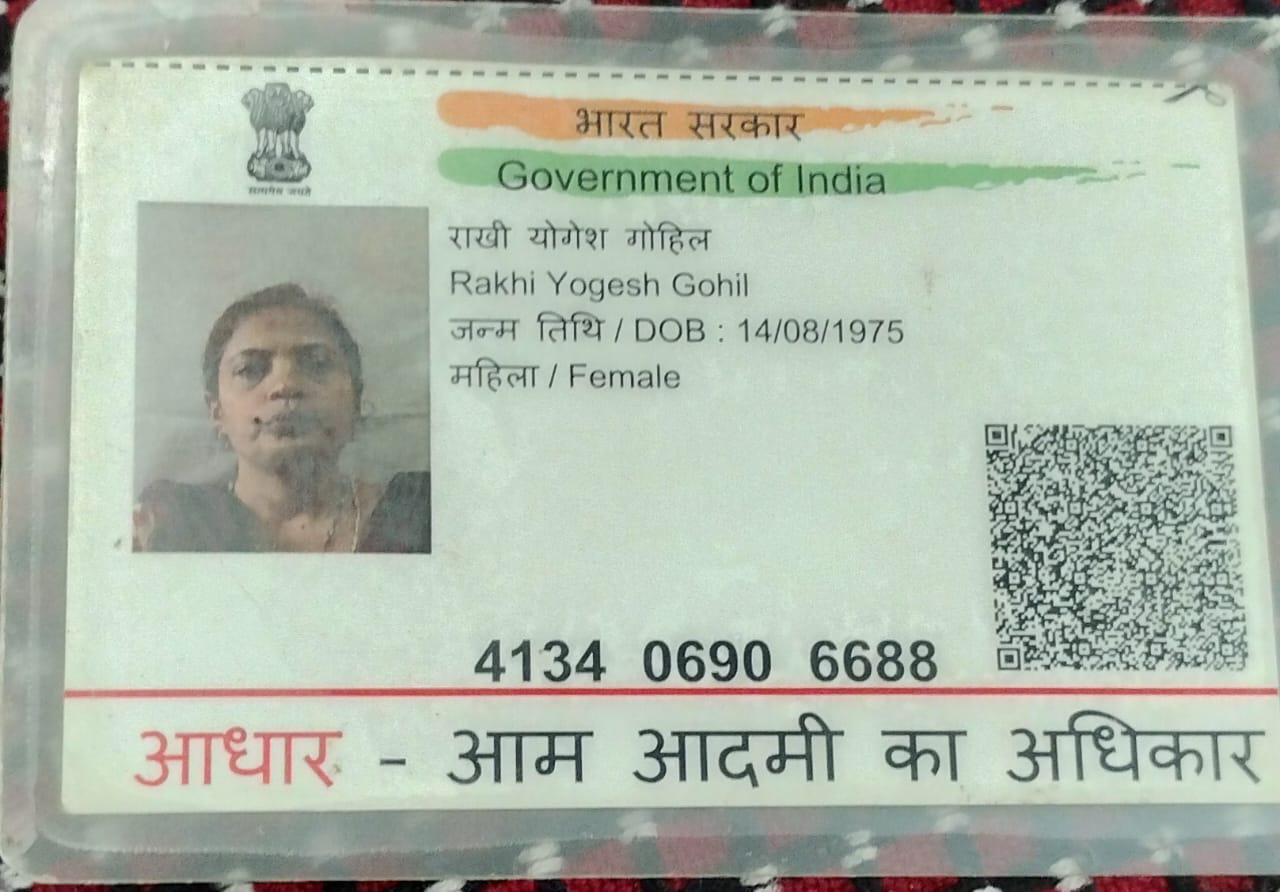 भारत सरकार
Government of India
सत्यमेव जयते
राखी योगेश गोहिल
Rakhi Yogesh Gohil
जन्म तिथि / DOB : 14/08/1975
महिला / Female
4134 0690 6688
आधार - आम आदमी का अधिकार